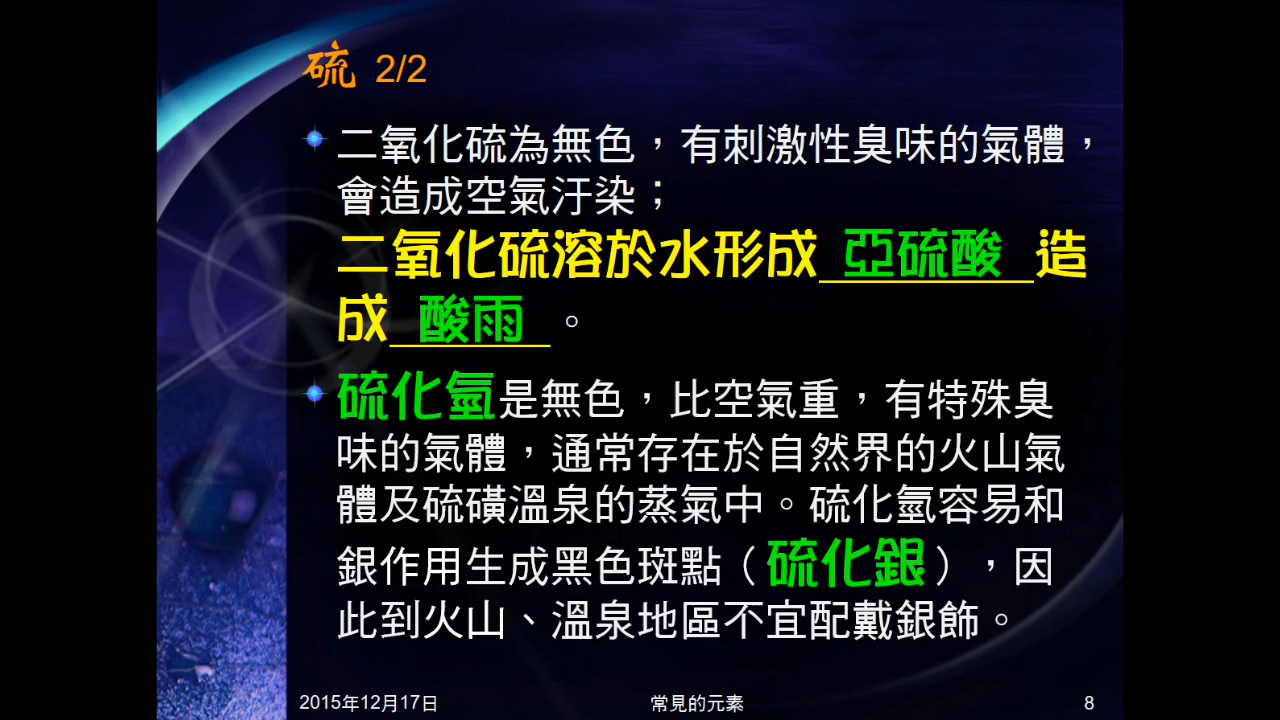 硫 2/2
二氧化硫為無色，有刺激性臭味的氣體，
會造成空氣汙染；
二氧化硫溶於水形成 亞硫酸 造
成 酸雨 。
硫化氫是無色，比空氣重，有特殊臭
味的氣體，通常存在於自然界的火山氣
體及硫磺溫泉的蒸氣中。硫化氫容易和
銀作用生成黑色斑點（硫化銀），因
此到火山、溫泉地區不宜配戴銀飾。
2015年12月17日
常見的元素
8